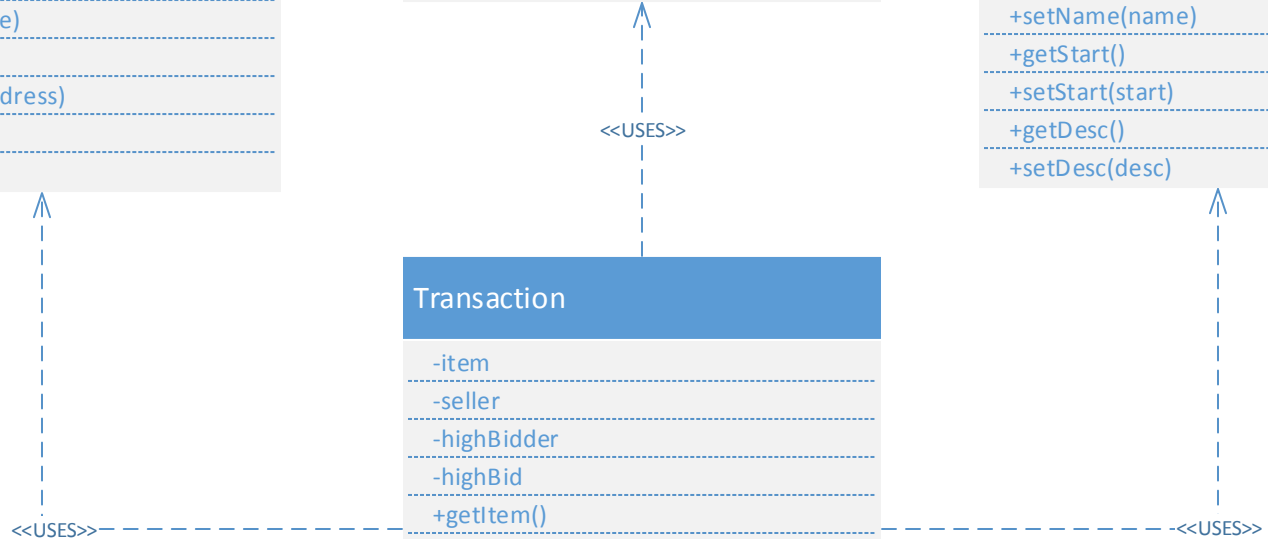 e)
dress)
<<USES>>
+setName(name)
+getStart()
+setStart(start)
+getDesc()
+setDesc(desc)
Transaction
-item
-seller
-highBidder
-highBid
+getItem()
<<USES>>
<<USES>>